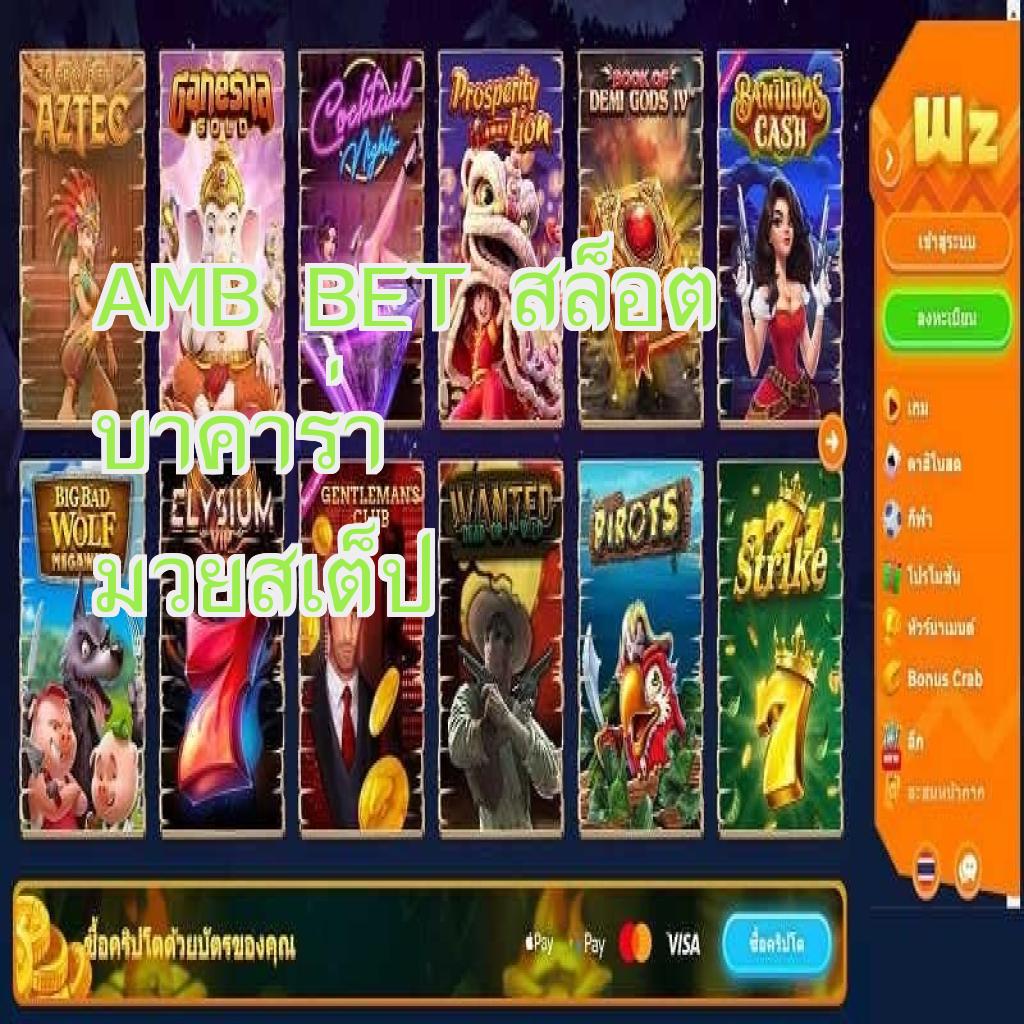 AZTEC
Ganesha
GOLD
Cocktail
Nights
Prosperity
Lion
BOOK OF
DEMI GODS IV
BANDIDOS
CASH
AMB BET สล็อต
บาคาร่า
มวยสเต็ป
BIG BAD
WOLF
MEGAWAYS
ELYSIUM
VIP
GENTLEMAN'S
CLUB
WANTED
DEAD OR A WILD
PIROTS
777
Strike
Wz
เข้าสู่ระบบ
ลงทะเบียน
เกม
คาสิโนสด
กีฬา
โปรโมชั่น
ทัวร์นาเมนต์
Bonus Crab
ลีก
สะสมหน้ากาก
ซื้อคริปโตด้วยบัตรของคุณ
Pay
Pay
VISA
ซื้อคริปโต